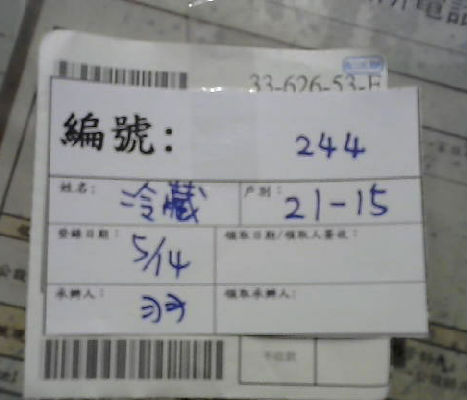 33-626-53-F
編號: 244
姓名: 冷藏 戶別: 21-15
登錄日期: 5/14 領取日期/領取人簽收:
承辦人: 羽 領取承辦人: